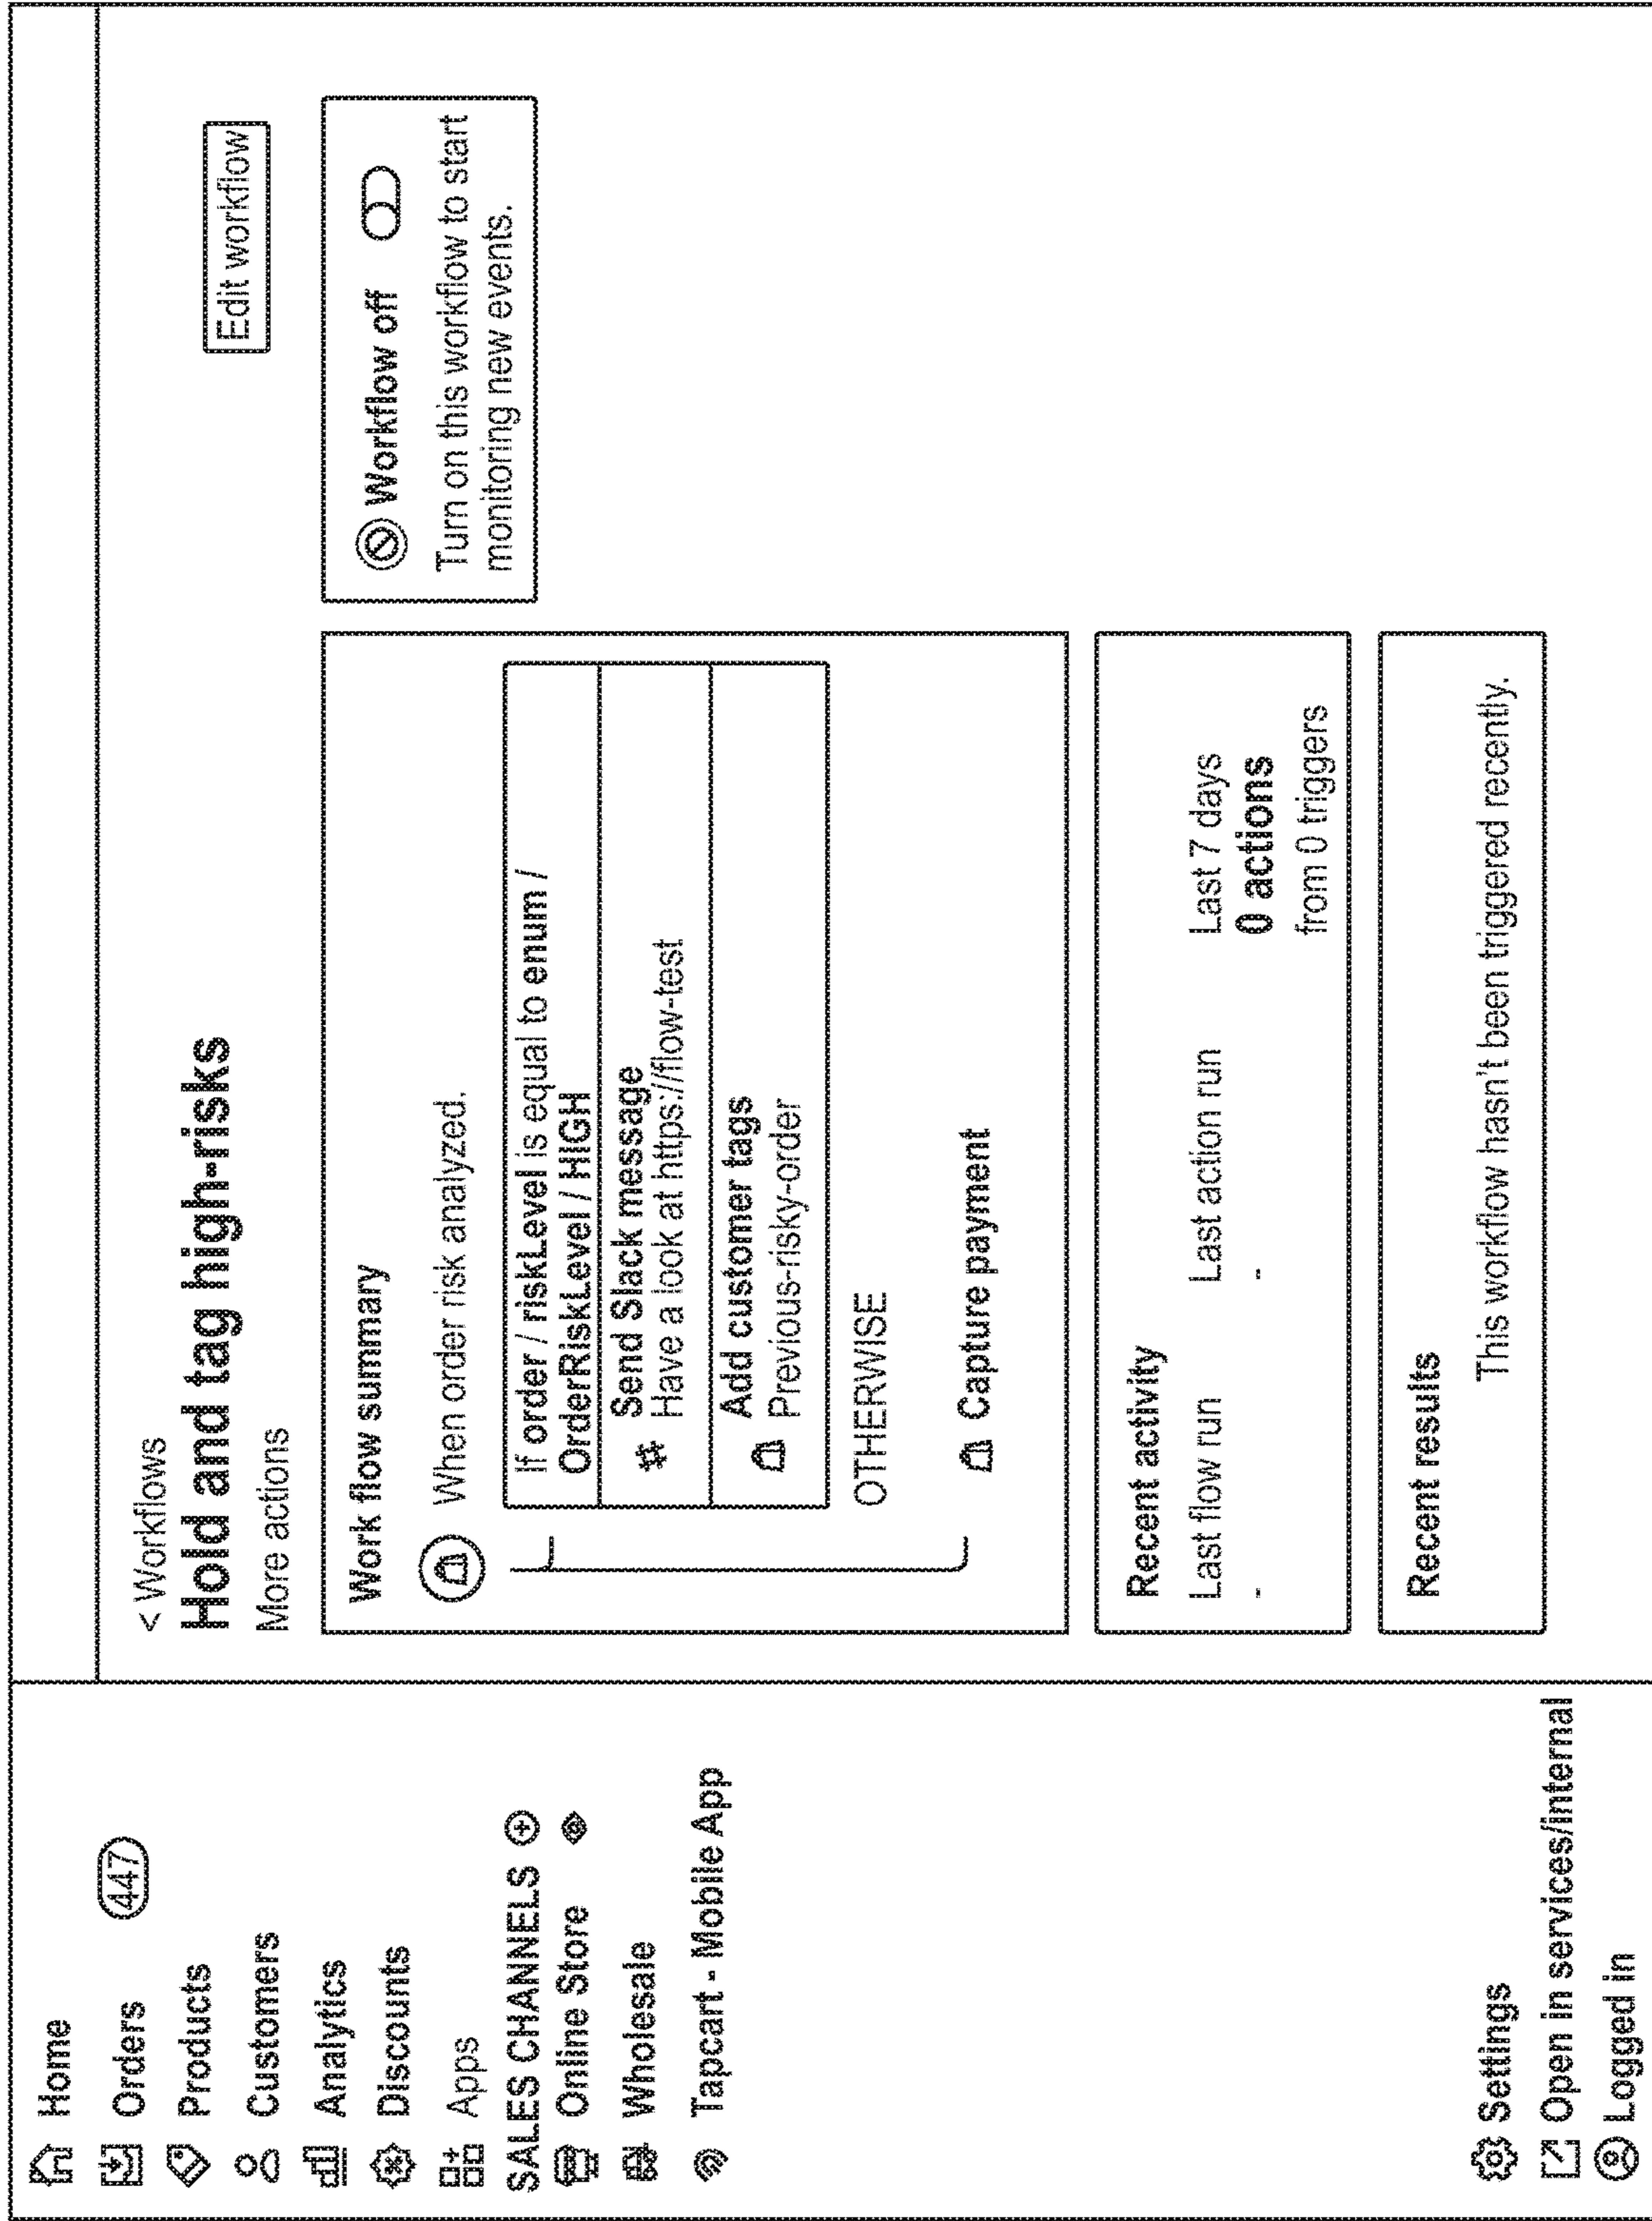 Home
Orders 447
Products
Customers
Analytics
Discounts
Apps
SALES CHANNELS
Online Store
Wholesale
Tapcart - Mobile App
Settings
Open in services/internal
Logged in
< Workflows
Hold and tag high-risks
More actions
Edit workflow
Work flow summary
When order risk analyzed.
If order / riskLevel is equal to enum /
OrderRiskLevel / HIGH
Send Slack message
Have a look at https://flow-test
Add customer tags
Previous-risky-order
OTHERWISE
Capture payment
Workflow off
Turn on this workflow to start
monitoring new events.
Recent activity
Last flow run Last action run Last 7 days
- - 0 actions
from 0 triggers
Recent results
This workflow hasn't been triggered recently.